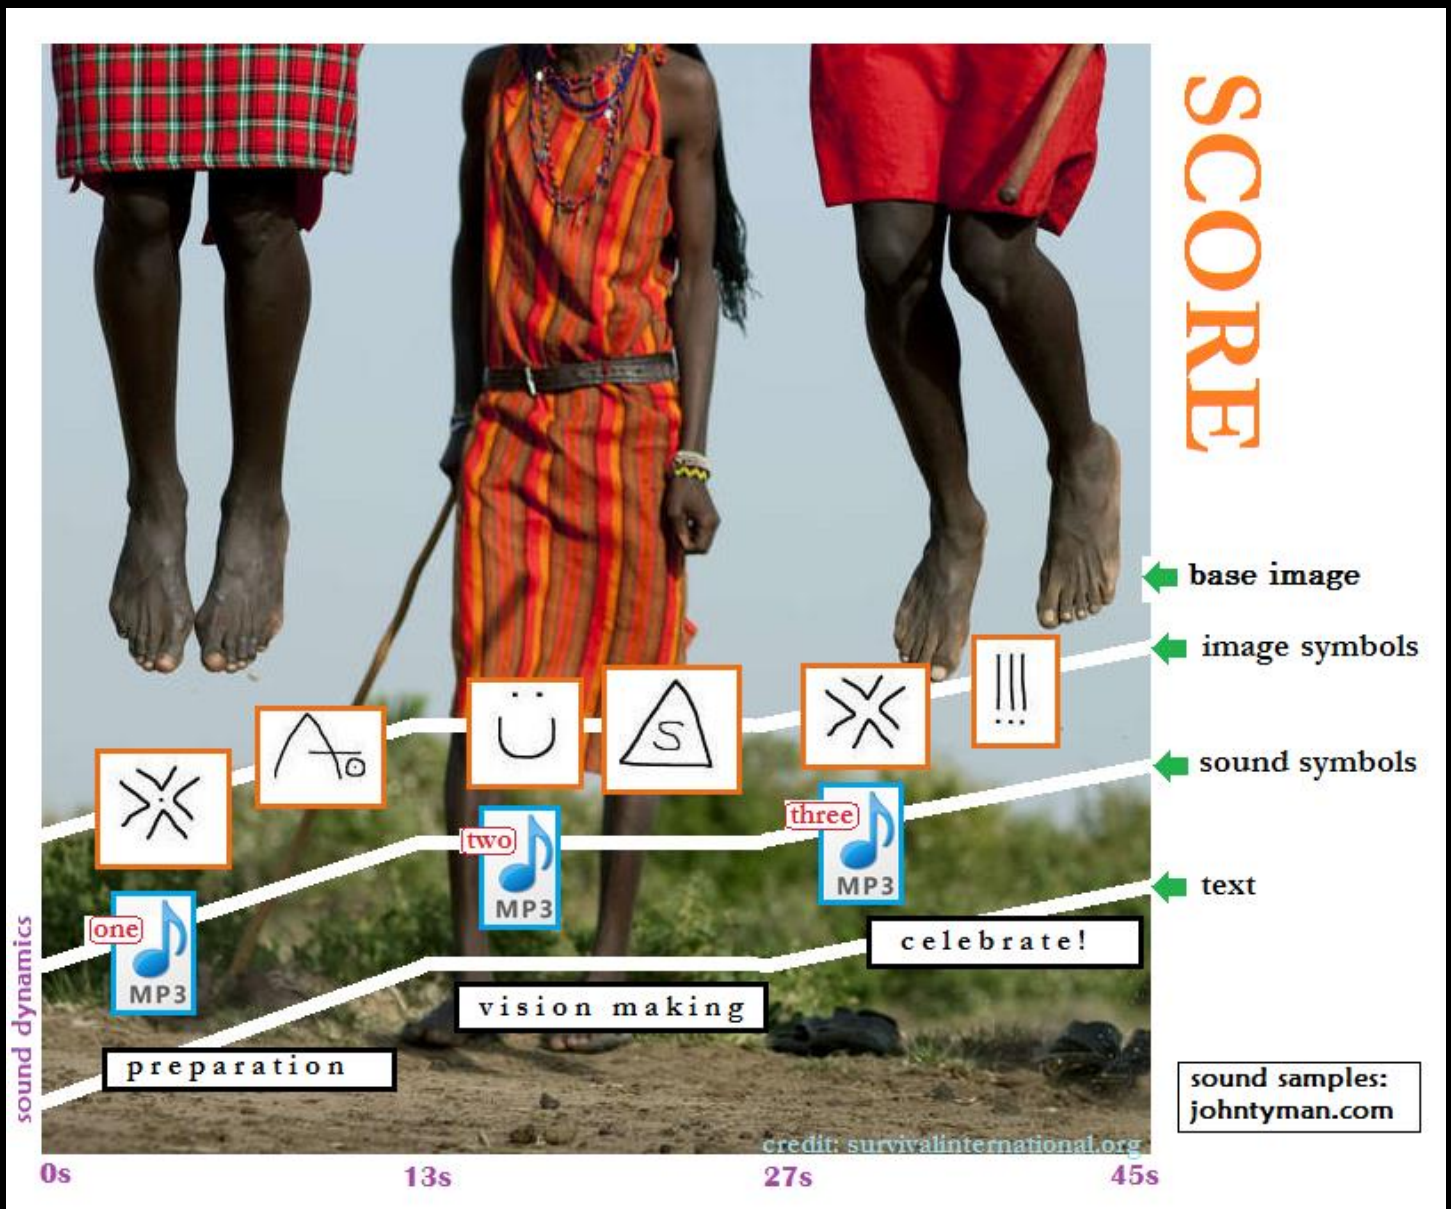 SCORE
base image
image symbols
Ü
S
sound symbols
three
MP3
two
MP3
one
MP3
text
celebrate!
vision making
preparation
sound dynamics
sound samples:
johntyman.com
credit: survivalinternational.org
0s 13s 27s 45s